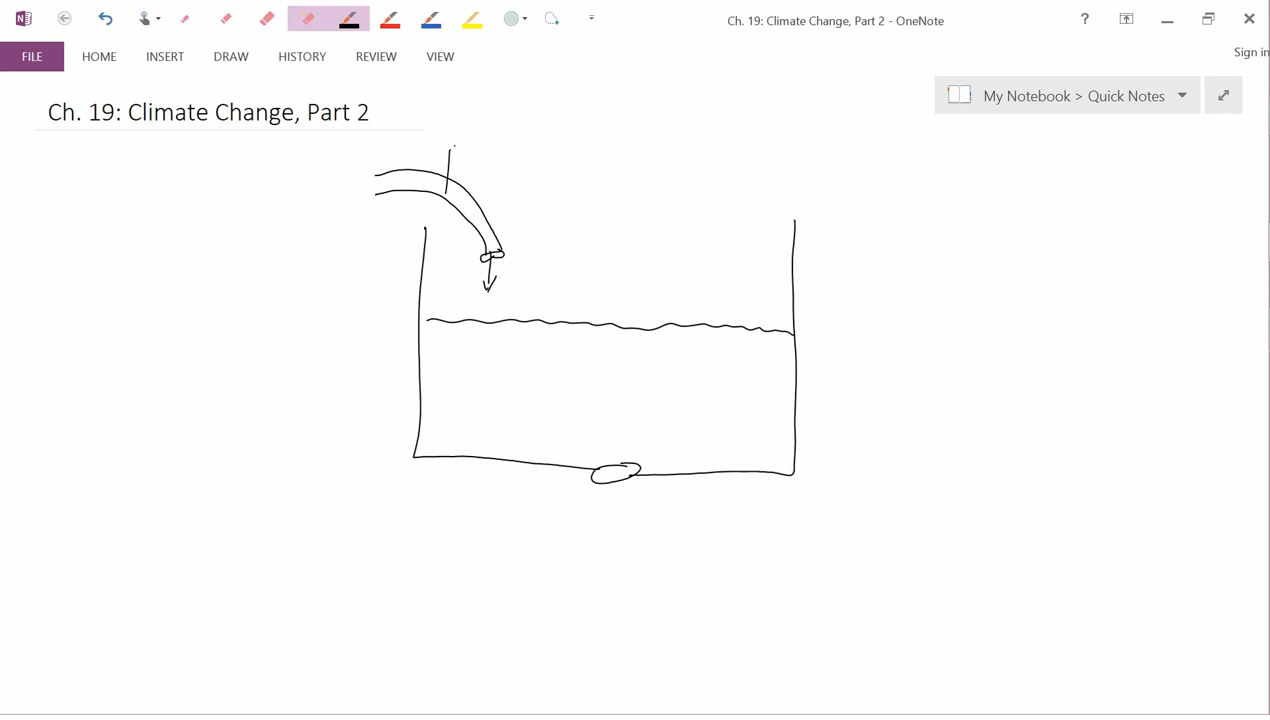 Ch. 19: Climate Change, Part 2 - OneNote
?
FILE HOME INSERT DRAW HISTORY REVIEW VIEW
Sign in
My Notebook > Quick Notes
Ch. 19: Climate Change, Part 2